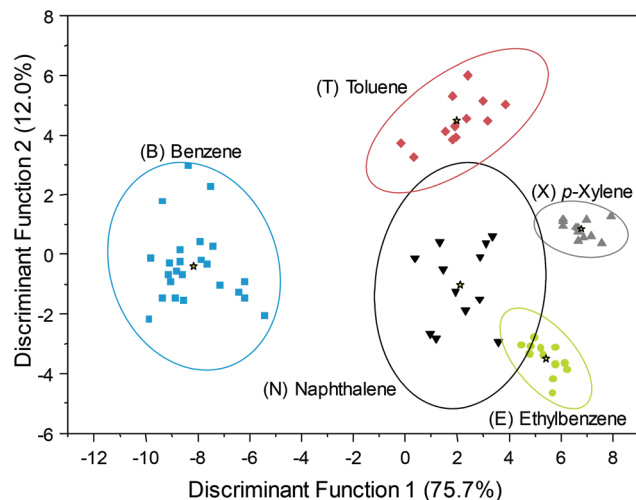 8
6
4
2
0
-2
-4
-6
-12
-10
-8
-6
-4
-2
0
2
4
6
8
Discriminant Function 2 (12.0%)
Discriminant Function 1 (75.7%)
(T) Toluene
(B) Benzene
(X) p-Xylene
(N) Naphthalene
(E) Ethylbenzene